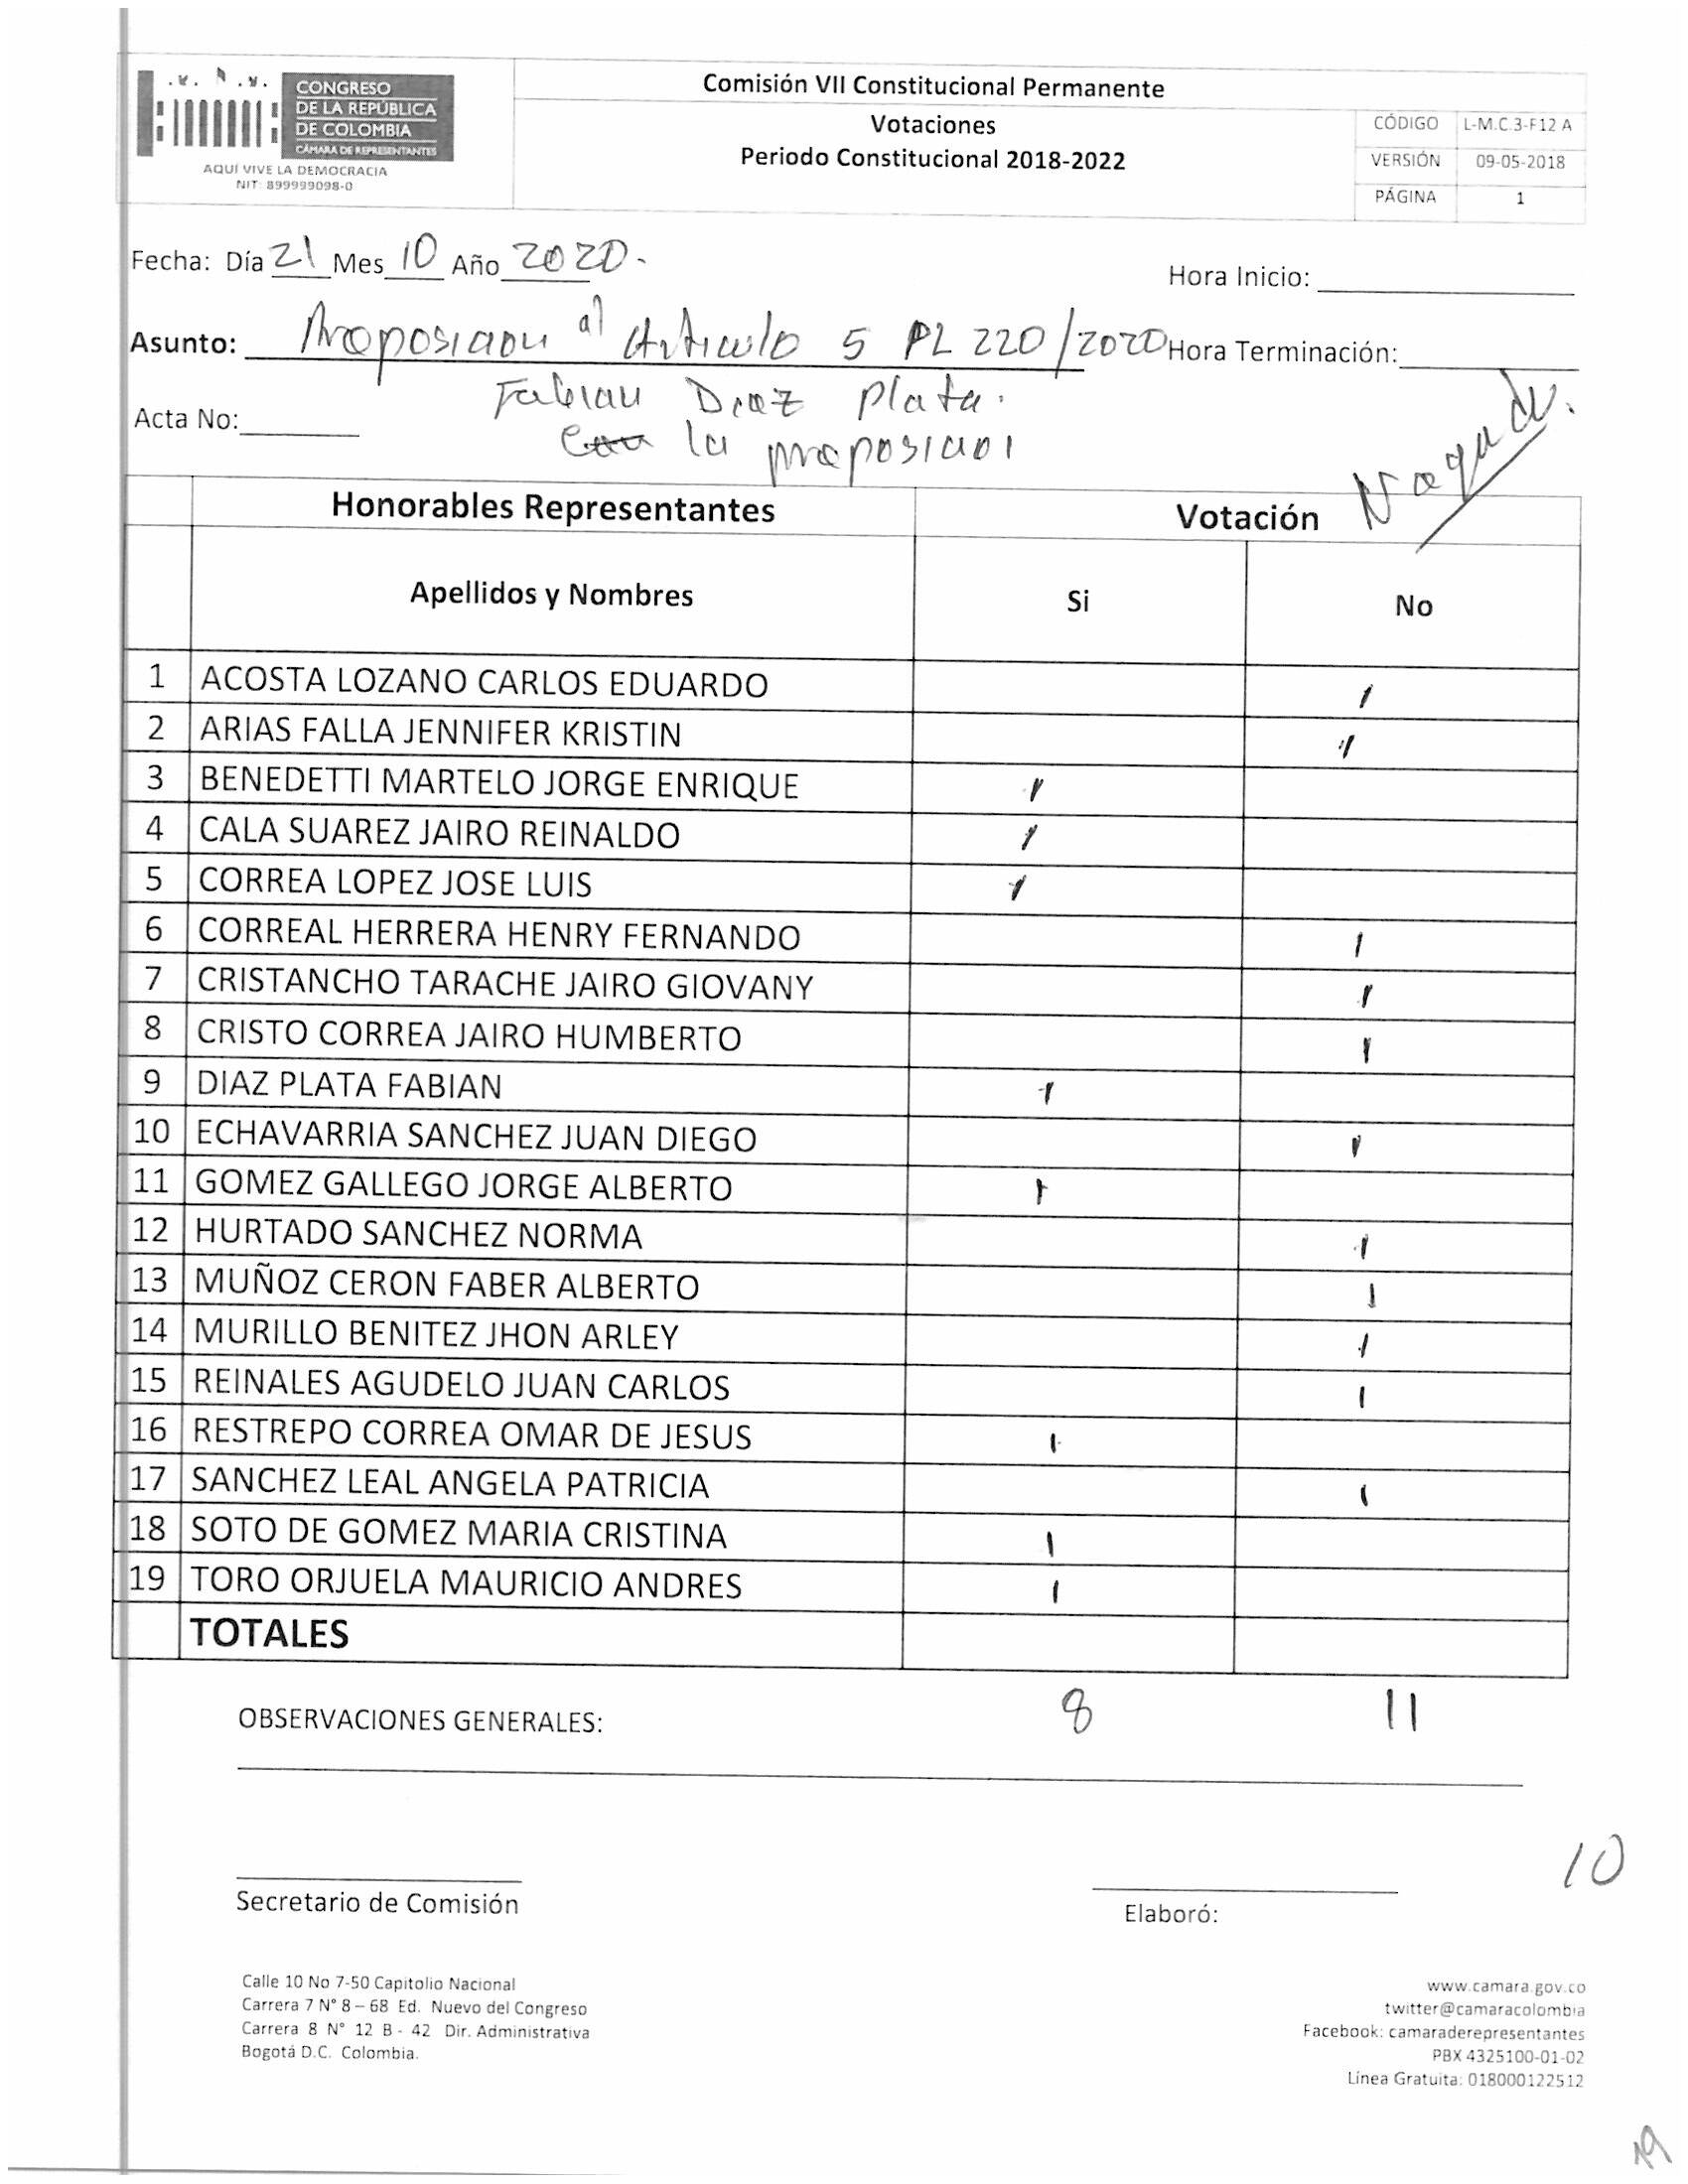 CONGRESO
DE LA REPÚBLICA
DE COLOMBIA
CÁMARA DE REPRESENTANTES
AQUÍ VIVE LA DEMOCRACIA
NIT: 899999098-0
Comisión VII Constitucional Permanente
Votaciones
Periodo Constitucional 2018-2022
CÓDIGO L-M.C.3-F12 A
VERSIÓN 09-05-2018
PÁGINA 1
Fecha: Día 21 Mes 10 Año 2020.
Hora Inicio:
Asunto: Proposicion al Articulo 5 PL 220/2020 Hora Terminación:
Fabian Diaz Plata.
Acta No:
la proposicion
Negada.
Honorables Representantes Votación
Apellidos y Nombres Si No
1 ACOSTA LOZANO CARLOS EDUARDO /
2 ARIAS FALLA JENNIFER KRISTIN /
3 BENEDETTI MARTELO JORGE ENRIQUE /
4 CALA SUAREZ JAIRO REINALDO /
5 CORREA LOPEZ JOSE LUIS /
6 CORREAL HERRERA HENRY FERNANDO /
7 CRISTANCHO TARACHE JAIRO GIOVANY /
8 CRISTO CORREA JAIRO HUMBERTO /
9 DIAZ PLATA FABIAN /
10 ECHAVARRIA SANCHEZ JUAN DIEGO /
11 GOMEZ GALLEGO JORGE ALBERTO /
12 HURTADO SANCHEZ NORMA /
13 MUÑOZ CERON FABER ALBERTO /
14 MURILLO BENITEZ JHON ARLEY /
15 REINALES AGUDELO JUAN CARLOS /
16 RESTREPO CORREA OMAR DE JESUS /
17 SANCHEZ LEAL ANGELA PATRICIA /
18 SOTO DE GOMEZ MARIA CRISTINA /
19 TORO ORJUELA MAURICIO ANDRES /
TOTALES
OBSERVACIONES GENERALES: 8 11
10
Secretario de Comisión
Elaboró:
Calle 10 No 7-50 Capitolio Nacional
Carrera 7 N° 8 – 68 Ed. Nuevo del Congreso
Carrera 8 N° 12 B - 42 Dir. Administrativa
Bogotá D.C. Colombia.
www.camara.gov.co
twitter@camaracolombia
Facebook: camaraderepresentantes
PBX 4325100-01-02
Línea Gratuita: 018000122512
19